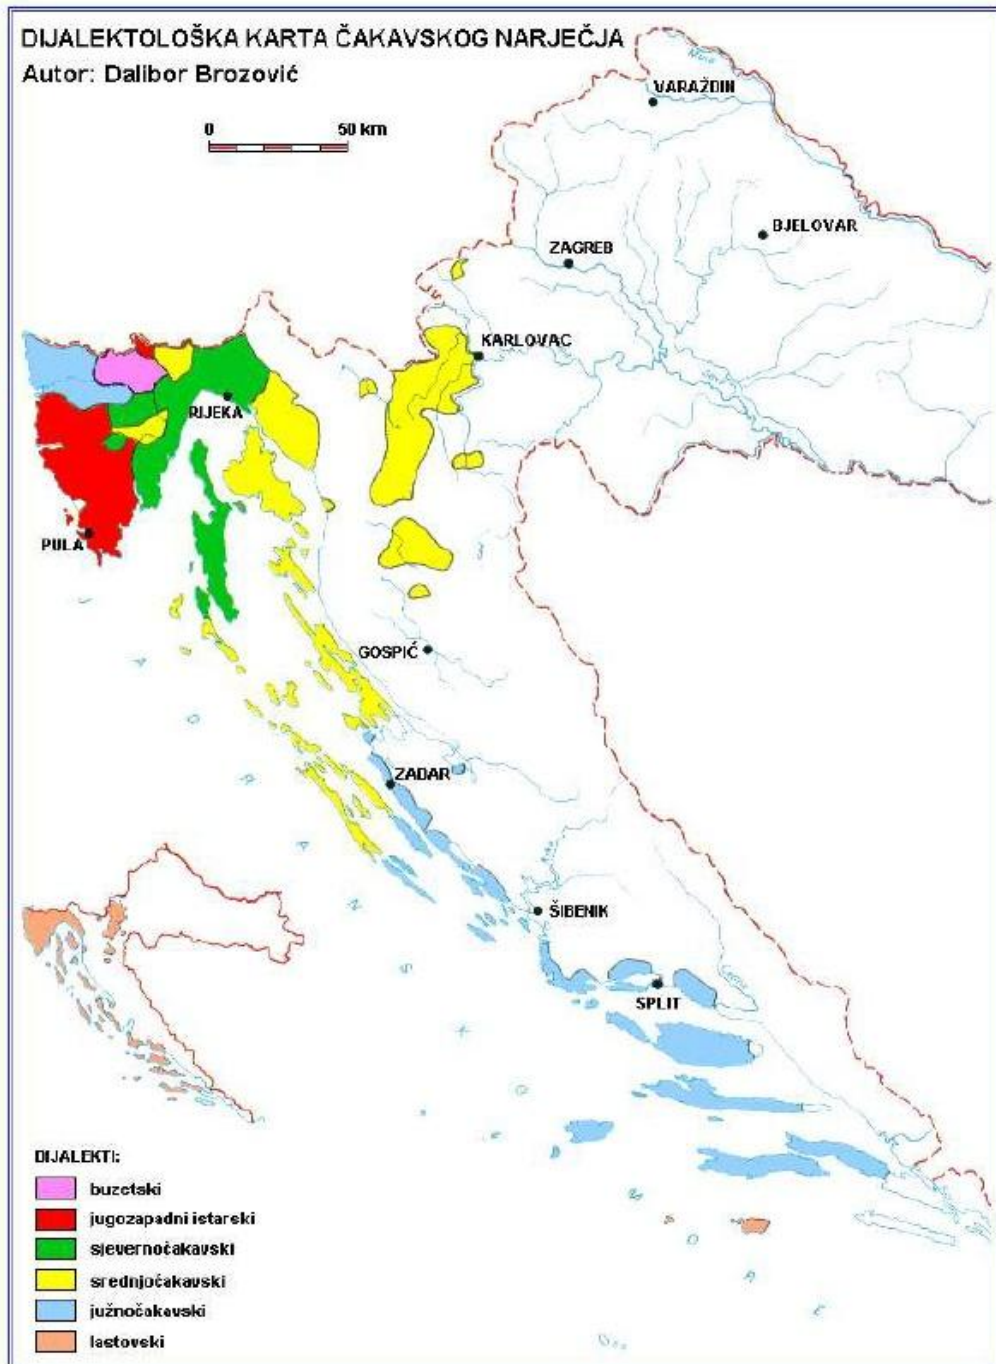 DIJALEKTOLOŠKA KARTA ČAKAVSKOG NARJEČJA
Autor: Dalibor Brozović
0 50 km
VARAŽDIN
BJELOVAR
ZAGREB
KARLOVAC
RIJEKA
PULA
GOSPIĆ
ZADAR
ŠIBENIK
SPLIT
J A D R A N S K O M O R E
DIJALEKTI:
buzetski
jugozapadni istarski
sjevernočakavski
srednjočakavski
južnočakavski
lastovski